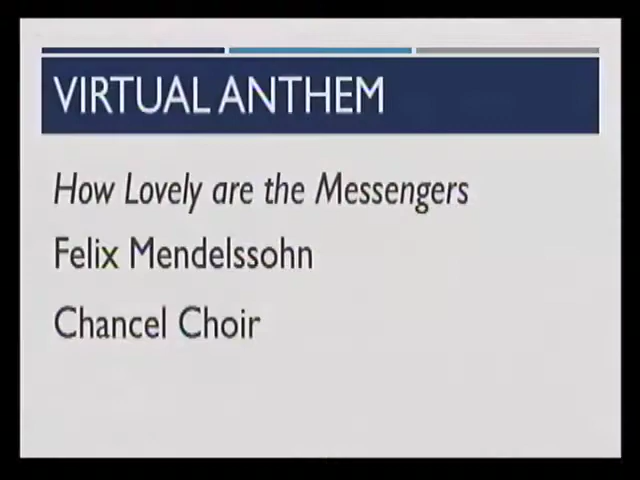 VIRTUAL ANTHEM
How Lovely are the Messengers
Felix Mendelssohn
Chancel Choir